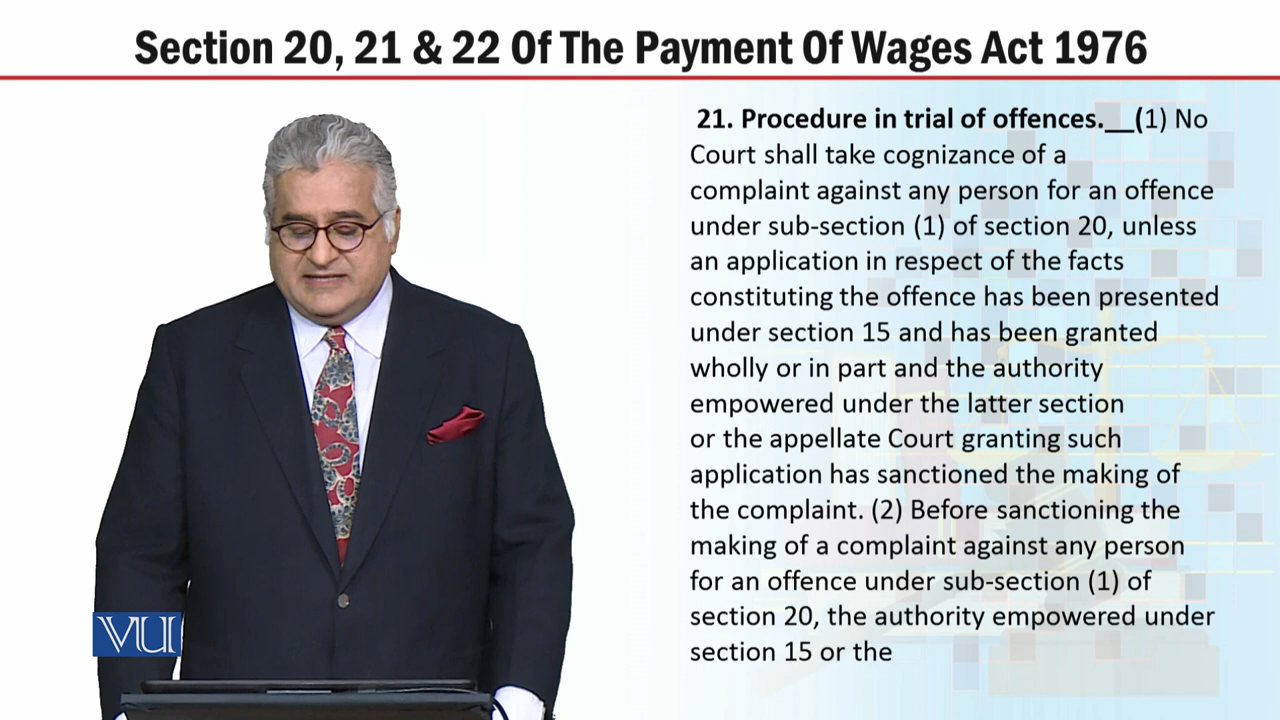 Section 20, 21 & 22 Of The Payment Of Wages Act 1976
21. Procedure in trial of offences.__(1) No
Court shall take cognizance of a
complaint against any person for an offence
under sub-section (1) of section 20, unless
an application in respect of the facts
constituting the offence has been presented
under section 15 and has been granted
wholly or in part and the authority
empowered under the latter section
or the appellate Court granting such
application has sanctioned the making of
the complaint. (2) Before sanctioning the
making of a complaint against any person
for an offence under sub-section (1) of
section 20, the authority empowered under
section 15 or the
VU